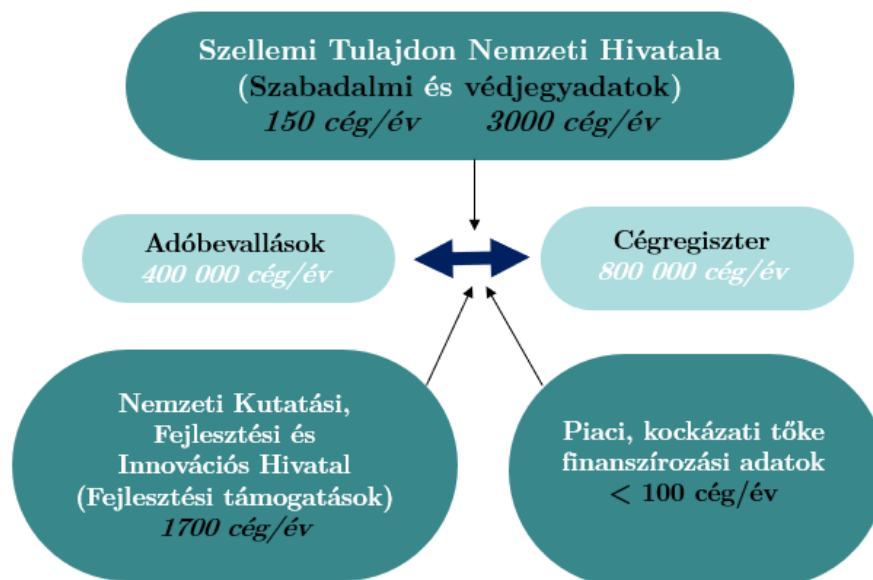 Szellemi Tulajdon Nemzeti Hivatala
(Szabadalmi és védjegyadatok)
150 cég/év 3000 cég/év
Adóbevallások
400 000 cég/év
Cégregiszter
800 000 cég/év
Nemzeti Kutatási,
Fejlesztési és
Innovációs Hivatal
(Fejlesztési támogatások)
1700 cég/év
Piaci, kockázati tőke
finanszírozási adatok
< 100 cég/év